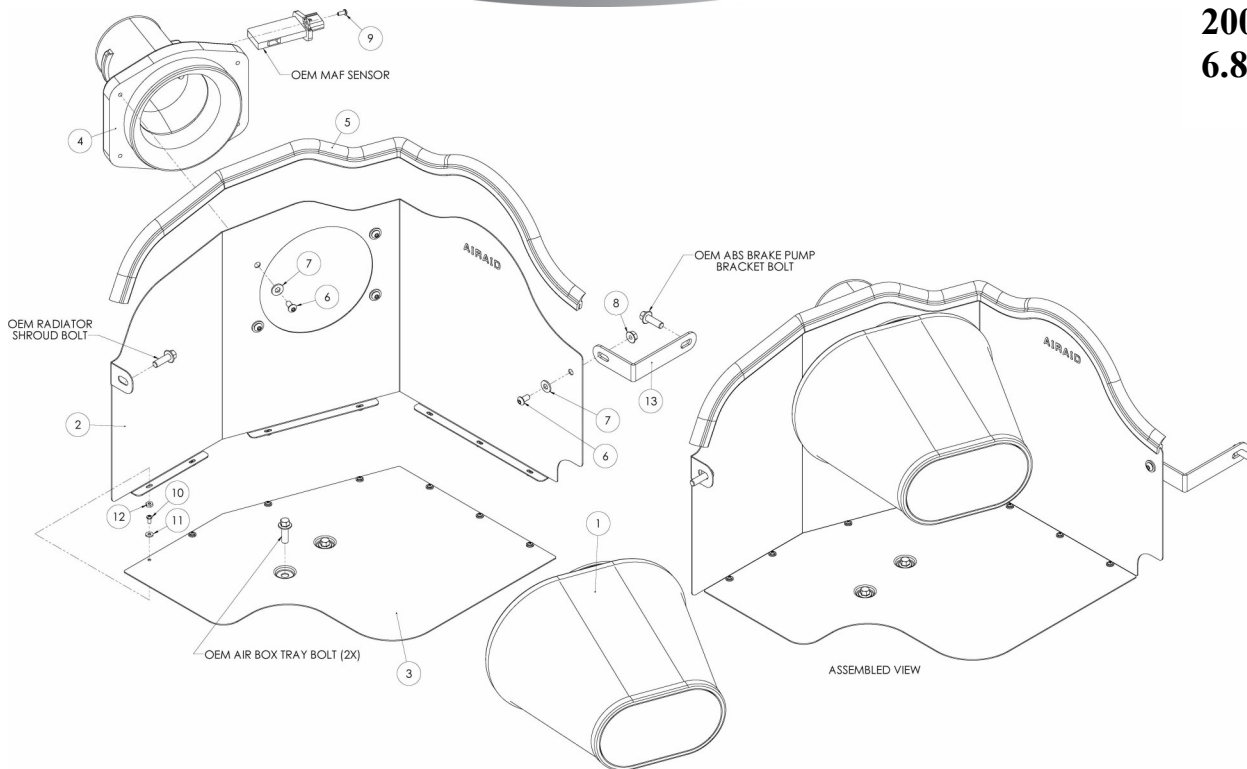 200
6.8
9
OEM MAF SENSOR
4
5
AIRAID
7
6
OEM ABS BRAKE PUMP
BRACKET BOLT
8
OEM RADIATOR
SHROUD BOLT
13
7
6
2
AIRAID
10
12
11
1
OEM AIR BOX TRAY BOLT (2X)
3
ASSEMBLED VIEW